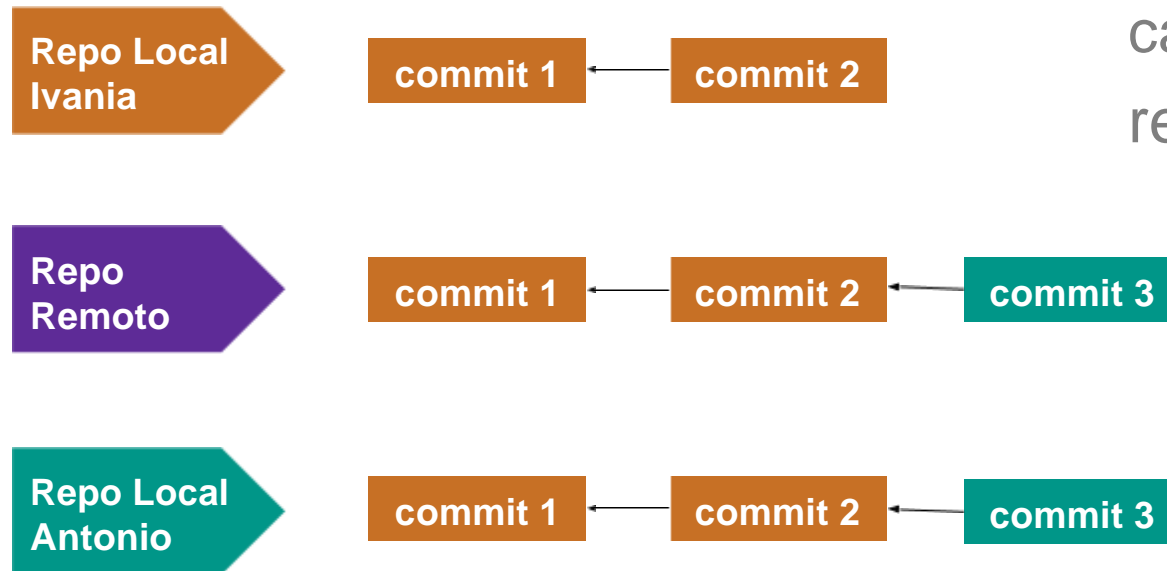 Repo Local
Ivania
commit 1
commit 2
Repo
Remoto
commit 1
commit 2
commit 3
Repo Local
Antonio
commit 1
commit 2
commit 3